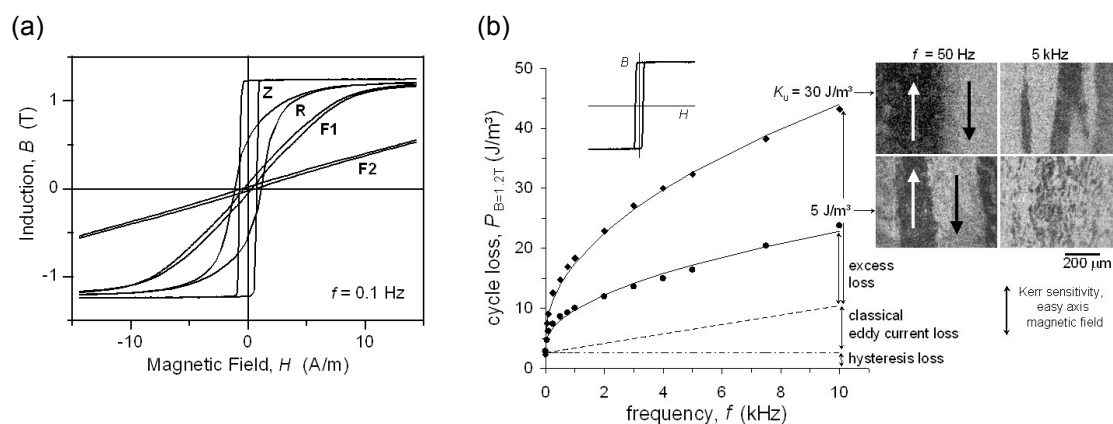 (a)
Induction, B (T)
1
0
-1
Z
R
F1
F2
f = 0.1 Hz
-10
0
10
Magnetic Field, H (A/m)
(b)
cycle loss, P B=1.2T (J/m³)
50
40
30
20
10
0
B
H
Kᵤ = 30 J/m³
5 J/m³
excess
loss
classical
eddy current loss
hysteresis loss
0
2
4
6
8
10
frequency, f (kHz)
f = 50 Hz
5 kHz
200 µm
Kerr sensitivity,
easy axis
magnetic field